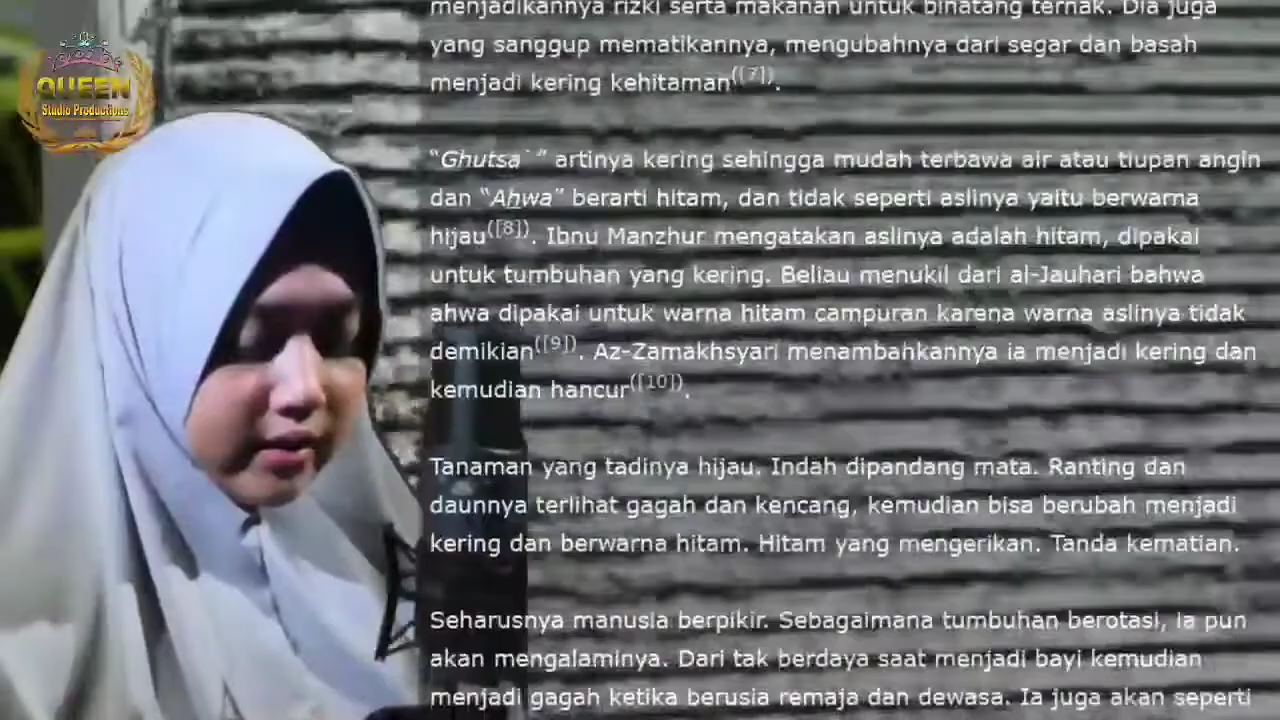 QUEEN
Studio Productions
menjadikannya rizki serta makanan untuk binatang ternak. Dia juga
yang sanggup mematikannya, mengubahnya dari segar dan basah
menjadi kering kehitaman([7]).
“Ghutsa`” artinya kering sehingga mudah terbawa air atau tiupan angin
dan “Ahwa” berarti hitam, dan tidak seperti aslinya yaitu berwarna
hijau([8]). Ibnu Manzhur mengatakan aslinya adalah hitam, dipakai
untuk tumbuhan yang kering. Beliau menukil dari al-Jauhari bahwa
ahwa dipakai untuk warna hitam campuran karena warna aslinya tidak
demikian([9]). Az-Zamakhsyari menambahkannya ia menjadi kering dan
kemudian hancur([10]).
Tanaman yang tadinya hijau. Indah dipandang mata. Ranting dan
daunnya terlihat gagah dan kencang, kemudian bisa berubah menjadi
kering dan berwarna hitam. Hitam yang mengerikan. Tanda kematian.
Seharusnya manusia berpikir. Sebagaimana tumbuhan berotasi, ia pun
akan mengalaminya. Dari tak berdaya saat menjadi bayi kemudian
menjadi gagah ketika berusia remaja dan dewasa. Ia juga akan seperti